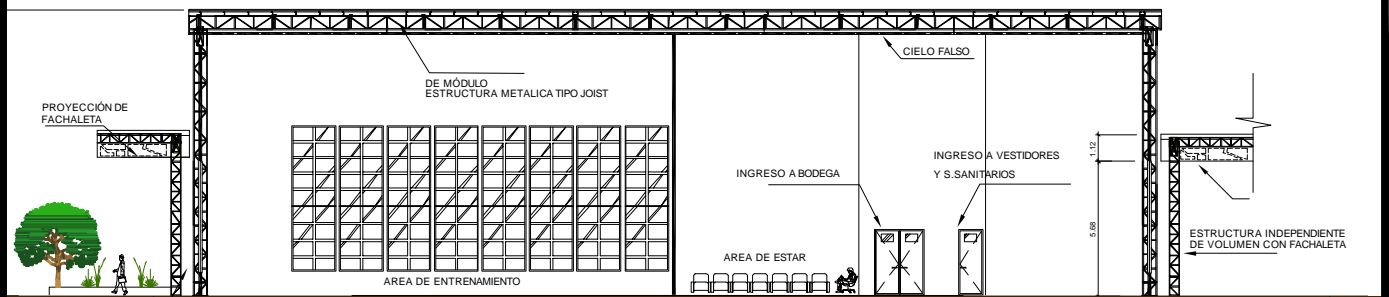 CIELO FALSO
DE MÓDULO
ESTRUCTURA METALICA TIPO JOIST
PROYECCIÓN DE
FACHALETA
1.12
INGRESO A VESTIDORES
Y S.SANITARIOS
INGRESO A BODEGA
5.68
ESTRUCTURA INDEPENDIENTE
DE VOLUMEN CON FACHALETA
AREA DE ESTAR
AREA DE ENTRENAMIENTO